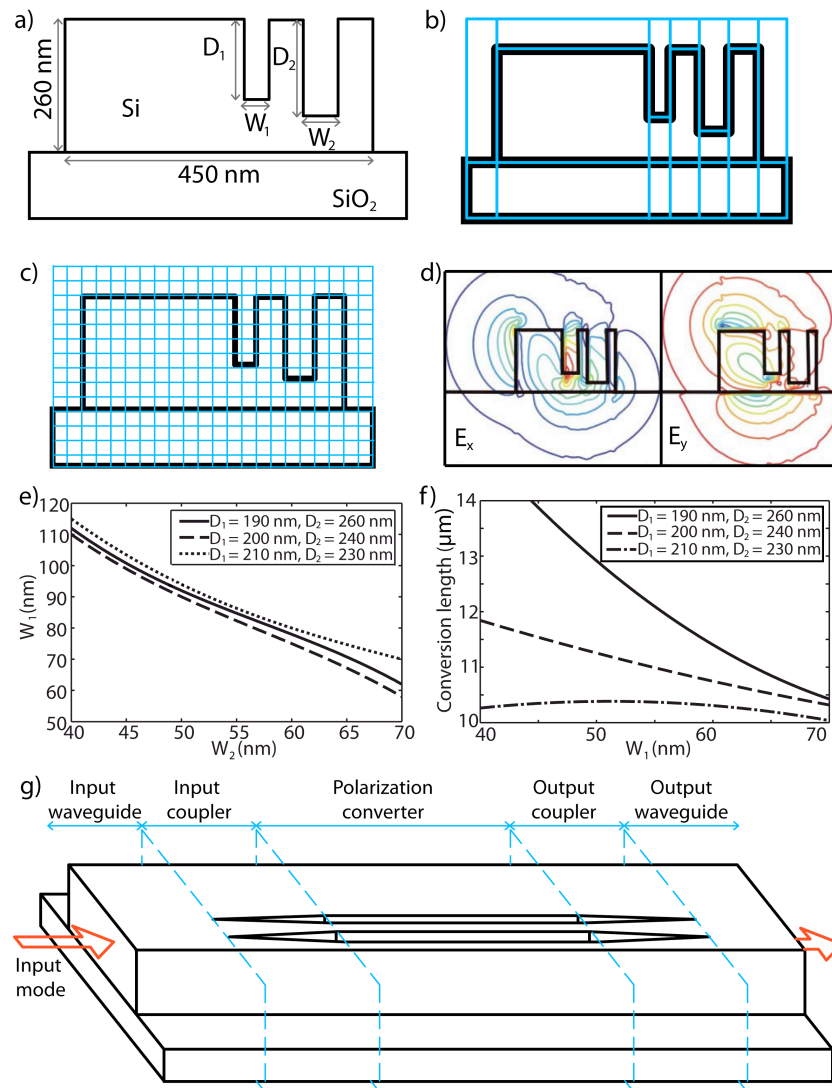 a)
D₁
D₂
260 nm
Si
W₁
W₂
450 nm
SiO₂
b)
c)
d)
Eₓ
Eᵧ
e)
120
110
100
90
80
70
60
50
W₁(nm)
D₁ = 190 nm, D₂ = 260 nm
D₁ = 200 nm, D₂ = 240 nm
D₁ = 210 nm, D₂ = 230 nm
40 45 50 55 60 65 70
W₂(nm)
f)
14
13
12
11
10
Conversion length (μm)
D₁ = 190 nm, D₂ = 260 nm
D₁ = 200 nm, D₂ = 240 nm
D₁ = 210 nm, D₂ = 230 nm
40 50 60 70
W₁(nm)
g)
Input waveguide
Input coupler
Polarization converter
Output coupler
Output waveguide
Input mode